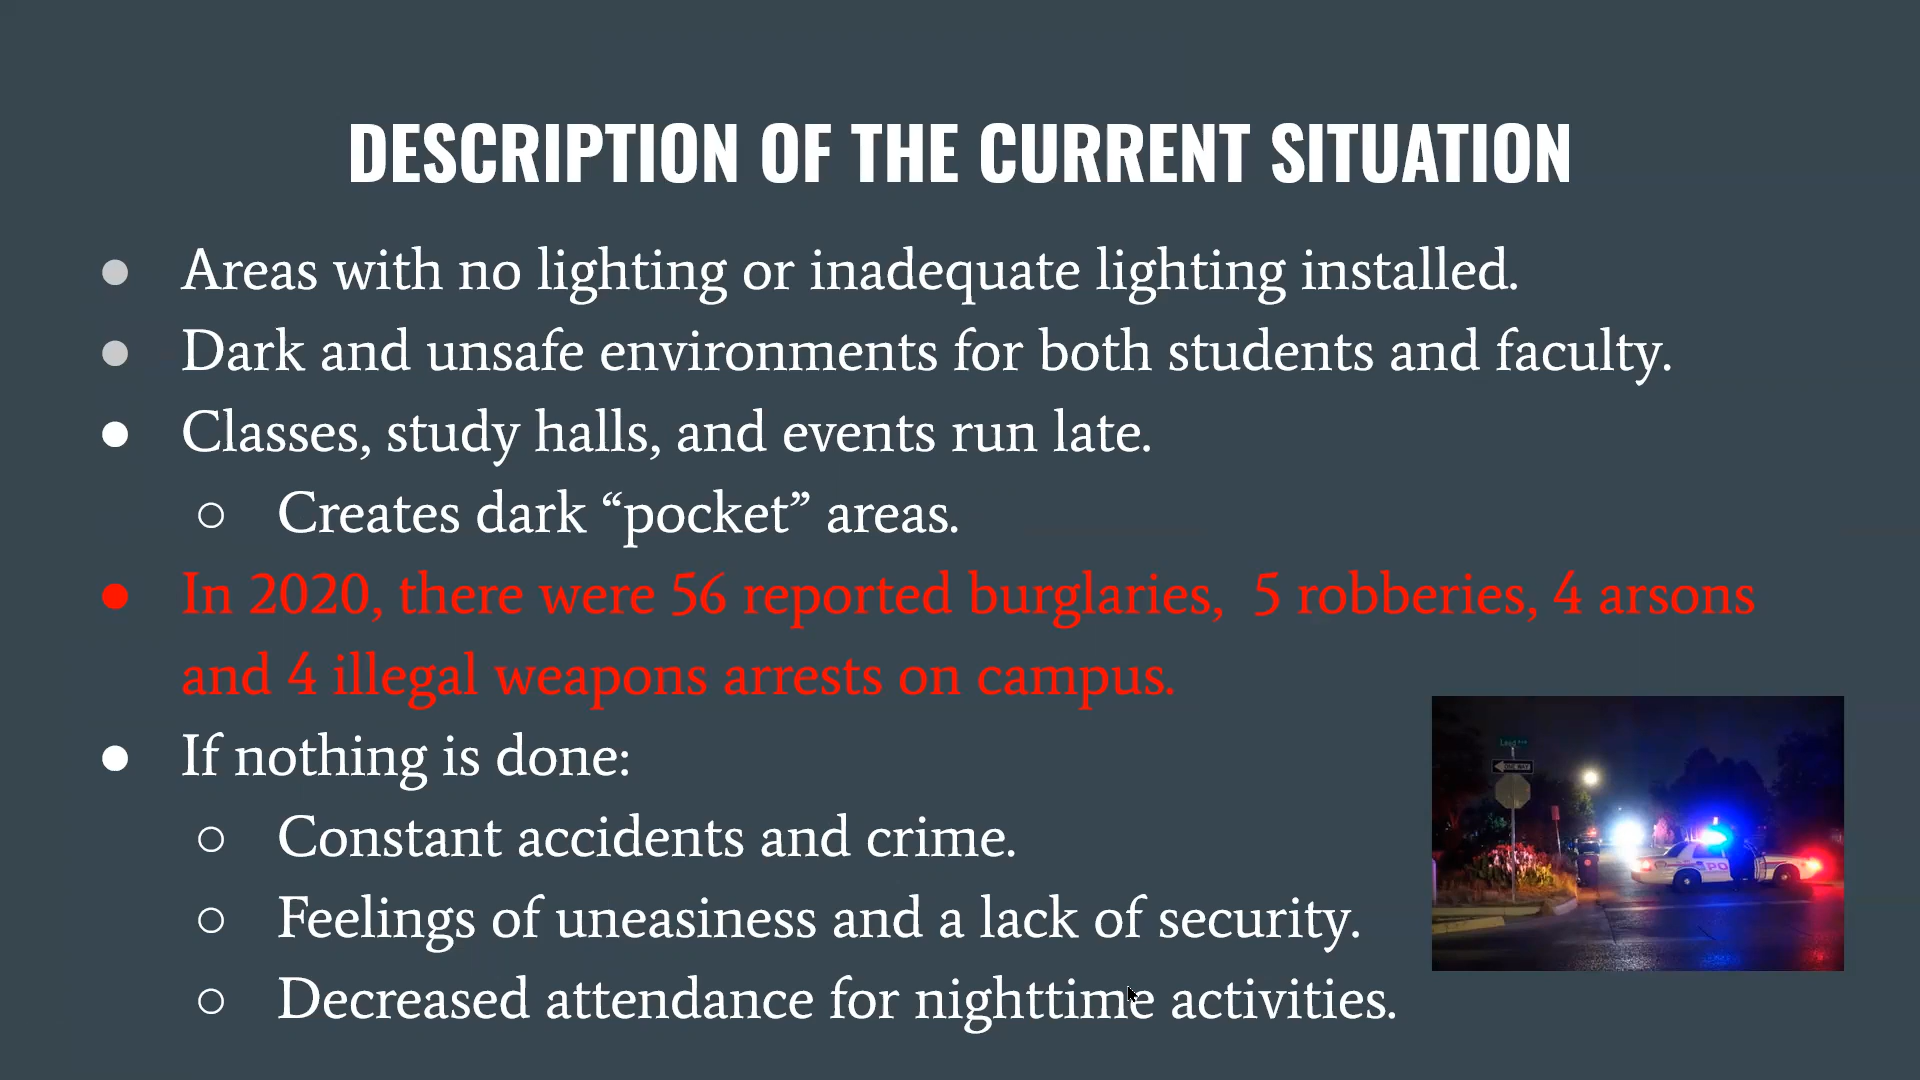 DESCRIPTION OF THE CURRENT SITUATION
● Areas with no lighting or inadequate lighting installed.
● Dark and unsafe environments for both students and faculty.
● Classes, study halls, and events run late.
○ Creates dark “pocket” areas.
● In 2020, there were 56 reported burglaries, 5 robberies, 4 arsons
and 4 illegal weapons arrests on campus.
● If nothing is done:
○ Constant accidents and crime.
○ Feelings of uneasiness and a lack of security.
○ Decreased attendance for nighttime activities.
ONE WAY
PO